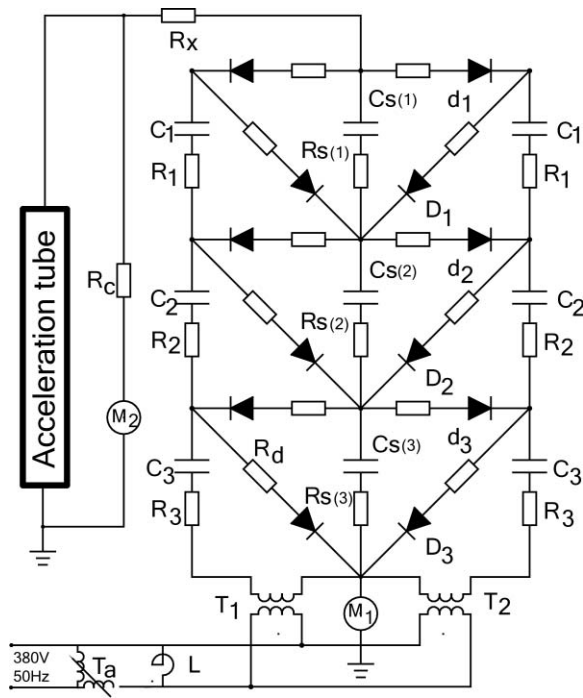 Rx
Cs(1)
d1
C1
C1
Rs(1)
R1
R1
D1
Acceleration tube
Rc
Cs(2)
d2
C2
C2
Rs(2)
R2
R2
M2
D2
Rd
Cs(3)
d3
C3
C3
Rs(3)
R3
R3
D3
T1
M1
T2
380V
50Hz
Ta
L